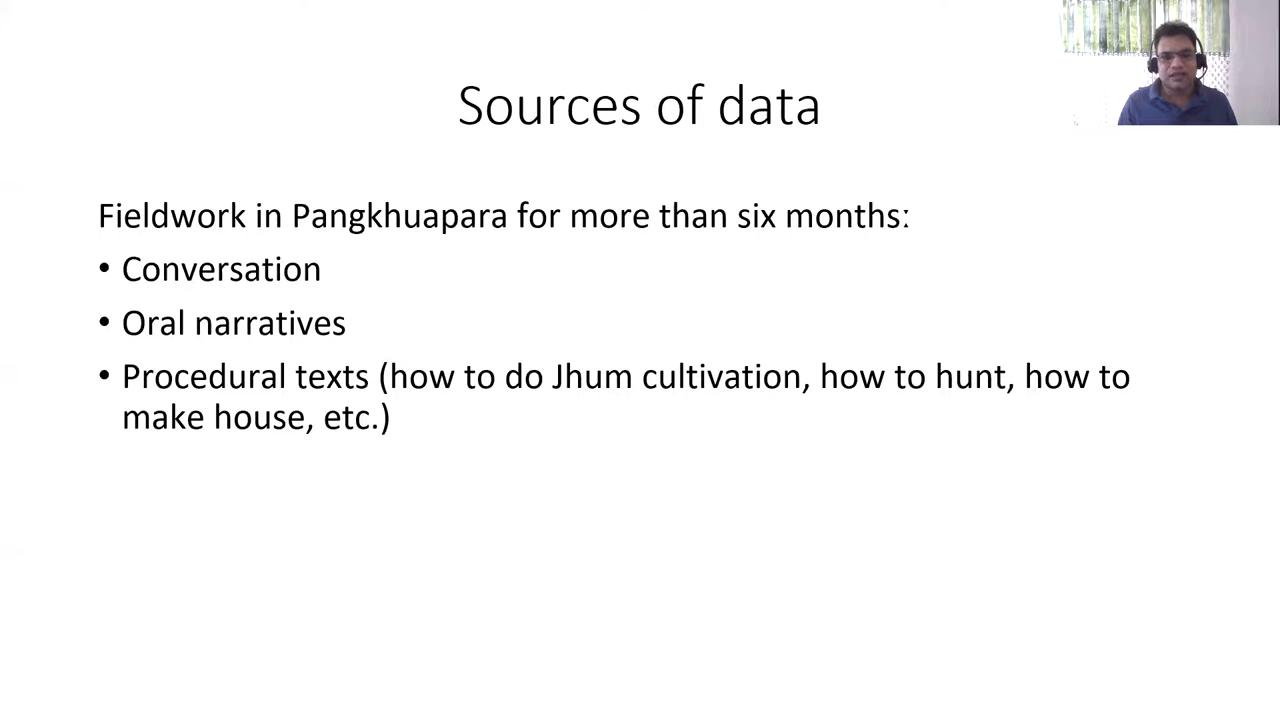 Sources of data
Fieldwork in Pangkhuapara for more than six months:
• Conversation
• Oral narratives
• Procedural texts (how to do Jhum cultivation, how to hunt, how to
make house, etc.)